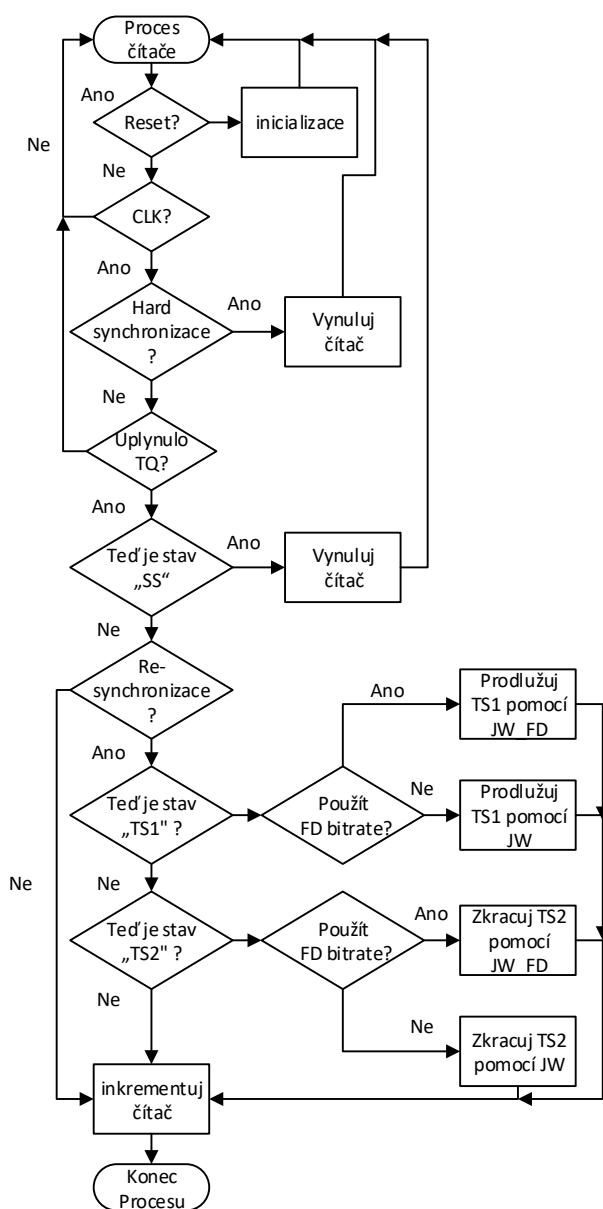 Proces
čítače
Ano
Reset?
inicializace
Ne
Ne
CLK?
Ano
Hard
synchronizace
?
Ano
Vynuluj
čítač
Ne
Uplynulo
TQ?
Ano
Teď je stav
„SS“
Ano
Vynuluj
čítač
Ne
Re-
synchronizace
?
Ano
Prodlužuj
TS1 pomocí
JW_FD
Ano
Teď je stav
„TS1" ?
Použít
FD bitrate?
Ne
Prodlužuj
TS1 pomocí
JW
Ne
Ne
Teď je stav
„TS2" ?
Použít
FD bitrate?
Ano
Zkracuj TS2
pomocí
JW_FD
Ne
Ne
Zkracuj TS2
pomocí JW
inkrementuj
čítač
Konec
Procesu